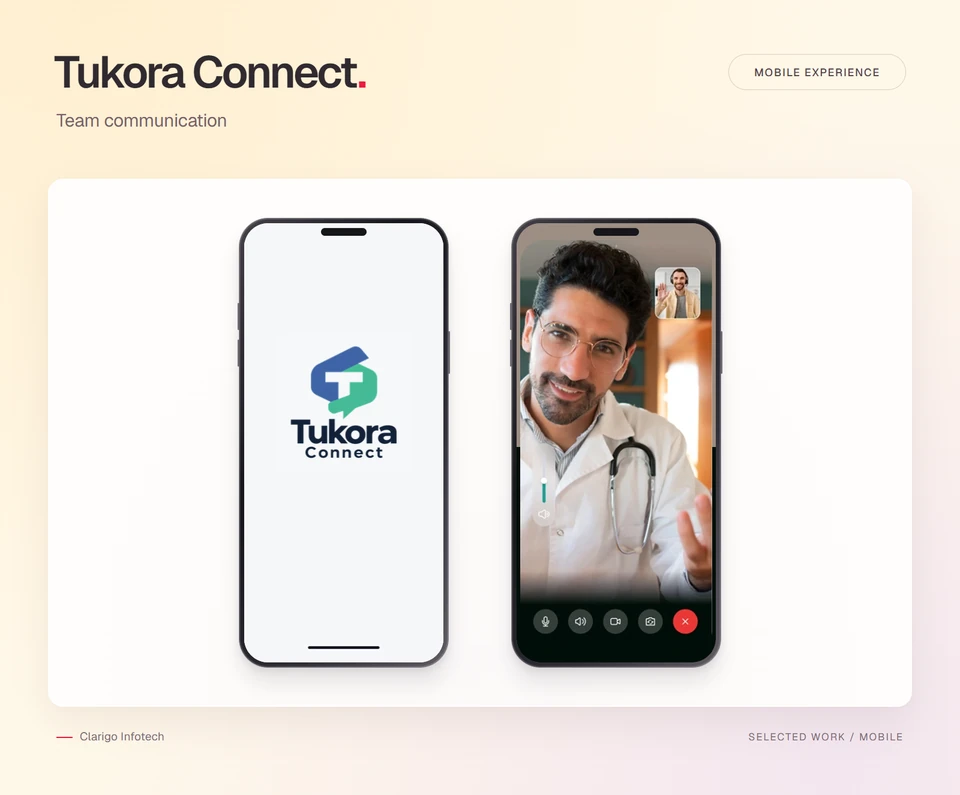 Tukora Connect.
MOBILE EXPERIENCE
Team communication
Tukora
Connect
Clarigo Infotech
SELECTED WORK / MOBILE